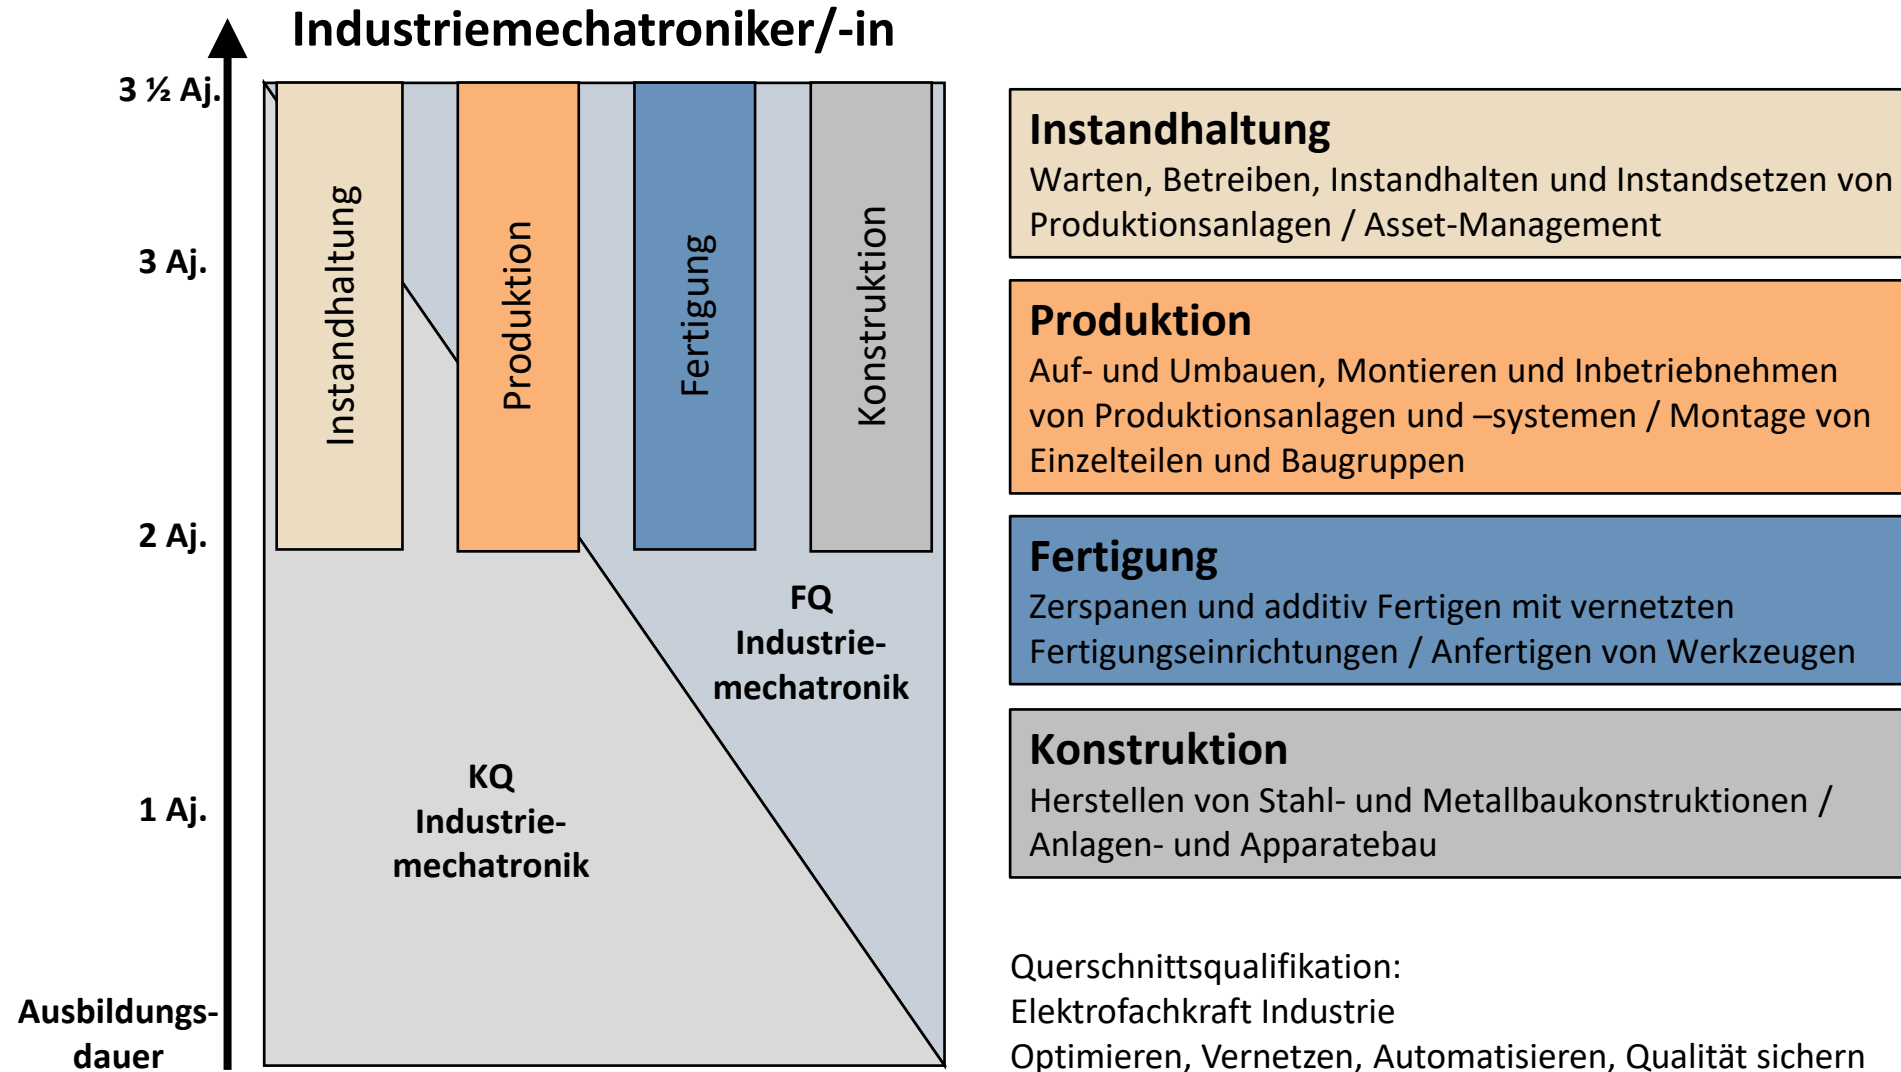 Industriemechatroniker/-in
3 ½ Aj.
3 Aj.
2 Aj.
1 Aj.
Ausbildungs-
dauer
Instandhaltung
Produktion
Fertigung
Konstruktion
FQ
Industrie-
mechatronik
KQ
Industrie-
mechatronik
Instandhaltung
Warten, Betreiben, Instandhalten und Instandsetzen von
Produktionsanlagen / Asset-Management
Produktion
Auf- und Umbauen, Montieren und Inbetriebnehmen
von Produktionsanlagen und –systemen / Montage von
Einzelteilen und Baugruppen
Fertigung
Zerspanen und additiv Fertigen mit vernetzten
Fertigungseinrichtungen / Anfertigen von Werkzeugen
Konstruktion
Herstellen von Stahl- und Metallbaukonstruktionen /
Anlagen- und Apparatebau
Querschnittsqualifikation:
Elektrofachkraft Industrie
Optimieren, Vernetzen, Automatisieren, Qualität sichern